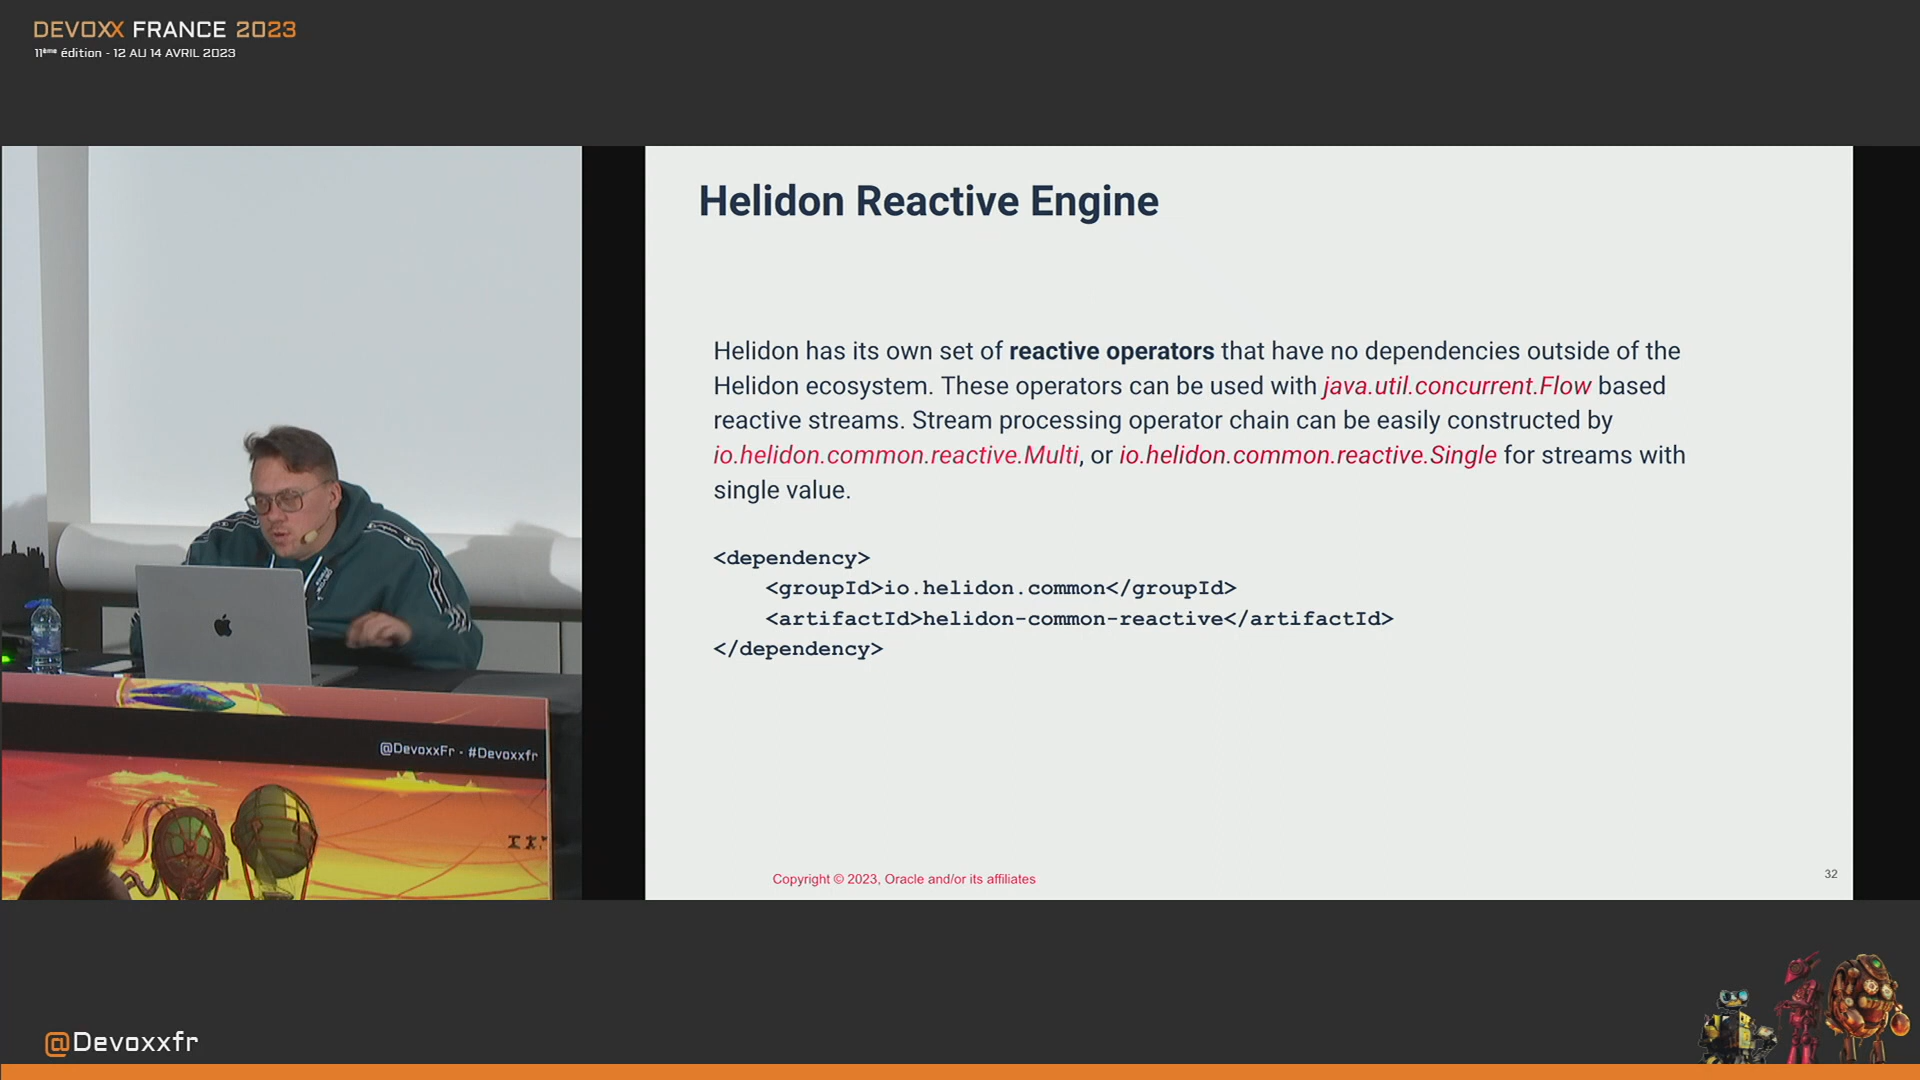 DEVOXX FRANCE 2023
11ème édition - 12 AU 14 AVRIL 2023
Helidon Reactive Engine
Helidon has its own set of reactive operators that have no dependencies outside of the
Helidon ecosystem. These operators can be used with java.util.concurrent.Flow based
reactive streams. Stream processing operator chain can be easily constructed by
io.helidon.common.reactive.Multi, or io.helidon.common.reactive.Single for streams with
single value.
<dependency>
<groupId>io.helidon.common</groupId>
<artifactId>helidon-common-reactive</artifactId>
</dependency>
Copyright © 2023, Oracle and/or its affiliates
32
@DevoxxFr - #Devoxxfr
@Devoxxfr